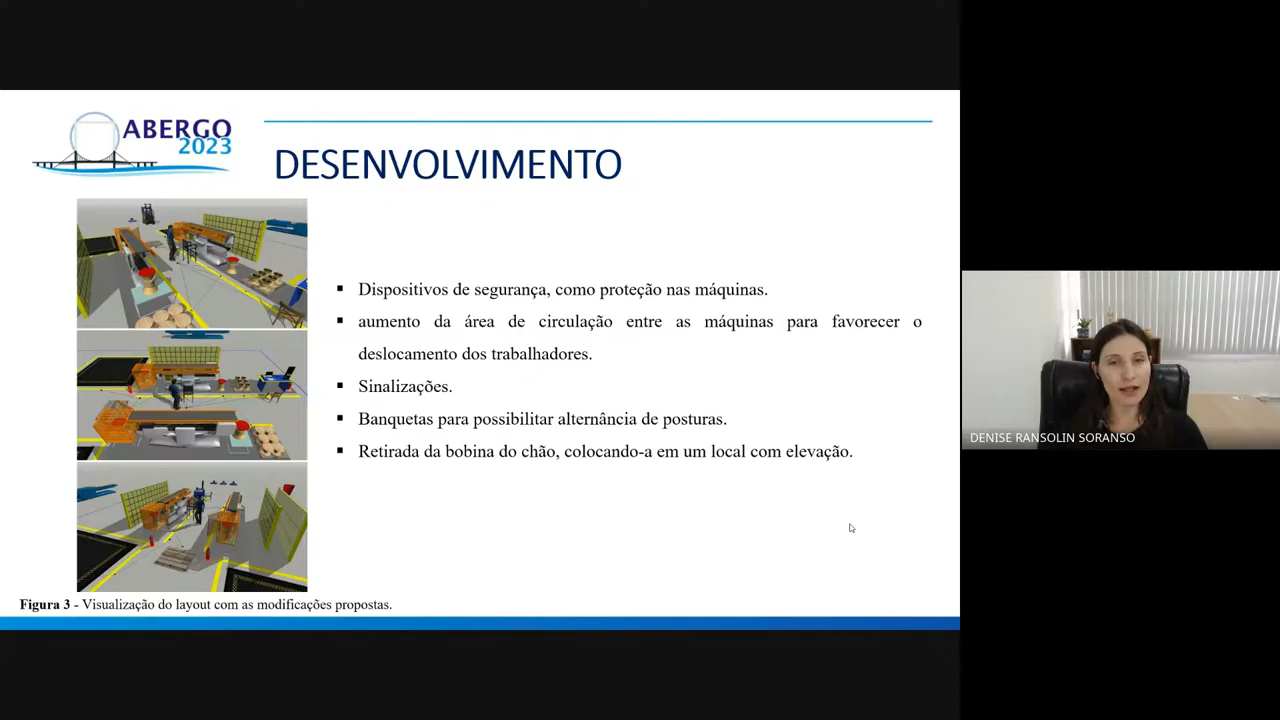 ABERGO
2023
DESENVOLVIMENTO
▪ Dispositivos de segurança, como proteção nas máquinas.
▪ aumento da área de circulação entre as máquinas para favorecer o
deslocamento dos trabalhadores.
▪ Sinalizações.
▪ Banquetas para possibilitar alternância de posturas.
▪ Retirada da bobina do chão, colocando-a em um local com elevação.
Figura 3 - Visualização do layout com as modificações propostas.
DENISE RANSOLIN SORANSO